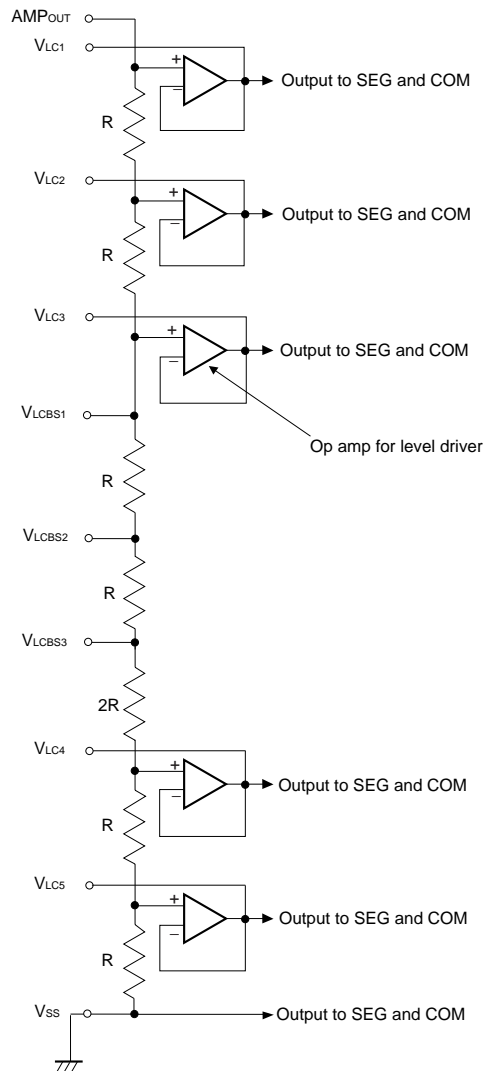 AMPOUT
VLC1
+
−
Output to SEG and COM
R
VLC2
+
−
Output to SEG and COM
R
VLC3
+
−
Output to SEG and COM
VLCBS1
Op amp for level driver
R
VLCBS2
R
VLCBS3
2R
VLC4
+
−
Output to SEG and COM
R
VLC5
+
−
Output to SEG and COM
R
VSS
Output to SEG and COM